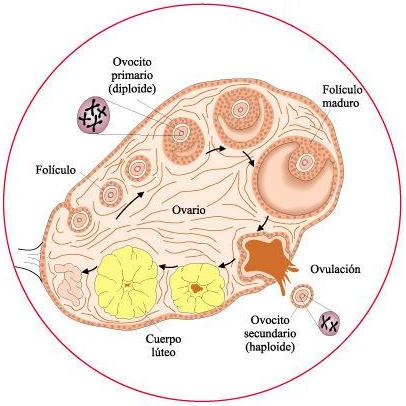 Ovocito
primario
(diploide)
Folículo
maduro
Folículo
Ovario
Ovulación
Ovocito
secundario
(haploide)
Cuerpo
lúteo